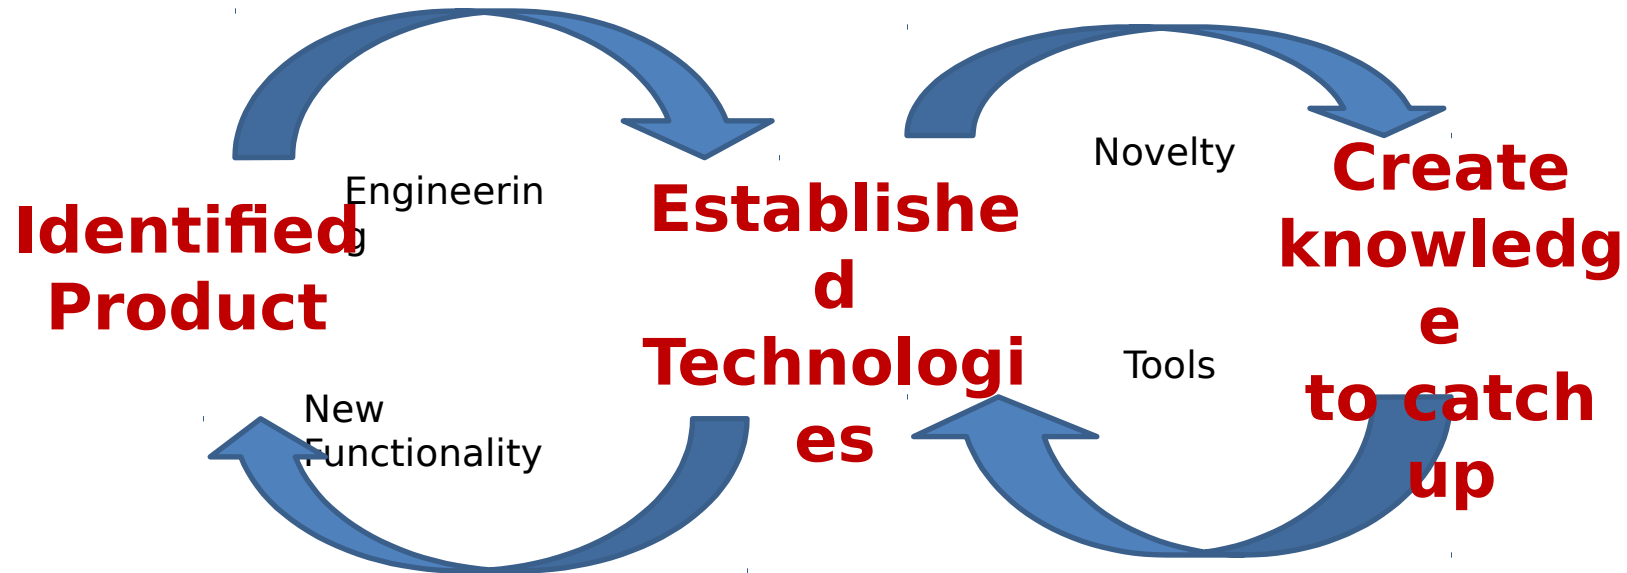 Identified
Product
Engineerin
g
New
Functionality
Establishe
d
Technologi
es
Novelty
Tools
Create
knowledg
e
to catch
up